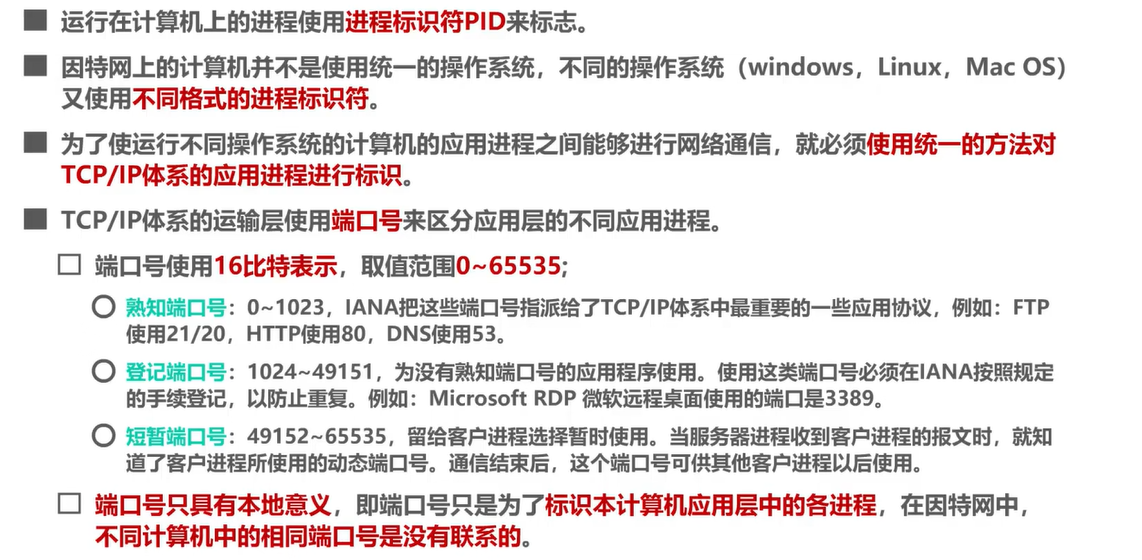 运行在计算机上的进程使用进程标识符PID来标志。
因特网上的计算机并不是使用统一的操作系统，不同的操作系统（windows，Linux，Mac OS）
又使用不同格式的进程标识符。
为了使运行不同操作系统的计算机的应用进程之间能够进行网络通信，就必须使用统一的方法对
TCP/IP体系的应用进程进行标识。
TCP/IP体系的运输层使用端口号来区分应用层的不同应用进程。
端口号使用16比特表示，取值范围0~65535;
熟知端口号：0~1023，IANA把这些端口号指派给了TCP/IP体系中最重要的一些应用协议，例如：FTP
使用21/20，HTTP使用80，DNS使用53。
登记端口号：1024~49151，为没有熟知端口号的应用程序使用。使用这类端口号必须在IANA按照规定
的手续登记，以防止重复。例如：Microsoft RDP 微软远程桌面使用的端口是3389。
短暂端口号：49152~65535，留给客户进程选择暂时使用。当服务器进程收到客户进程的报文时，就知
道了客户进程所使用的动态端口号。通信结束后，这个端口号可供其他客户进程以后使用。
端口号只具有本地意义，即端口号只是为了标识本计算机应用层中的各进程，在因特网中，
不同计算机中的相同端口号是没有联系的。